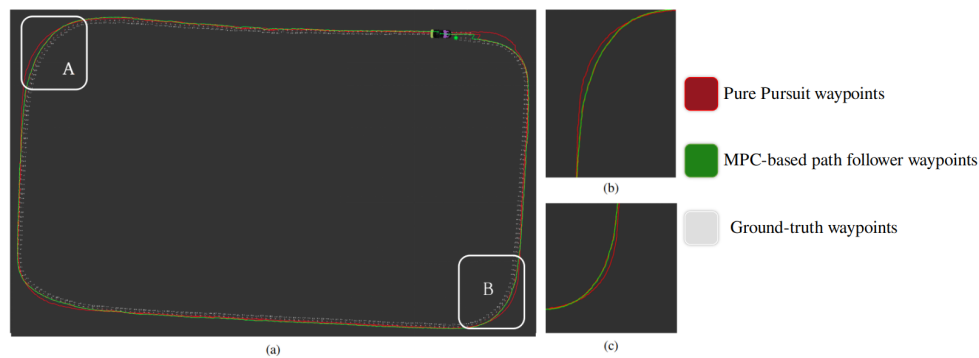 A
B
(a)
(b)
(c)
Pure Pursuit waypoints
MPC-based path follower waypoints
Ground-truth waypoints